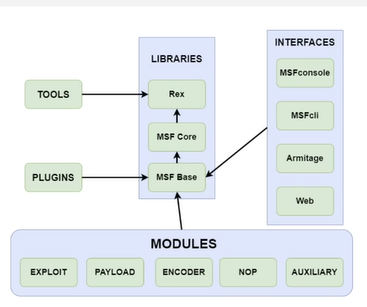 INTERFACES
LIBRARIES
MSFconsole
TOOLS
Rex
MSFcli
MSF Core
Armitage
PLUGINS
MSF Base
Web
MODULES
EXPLOIT
PAYLOAD
ENCODER
NOP
AUXILIARY